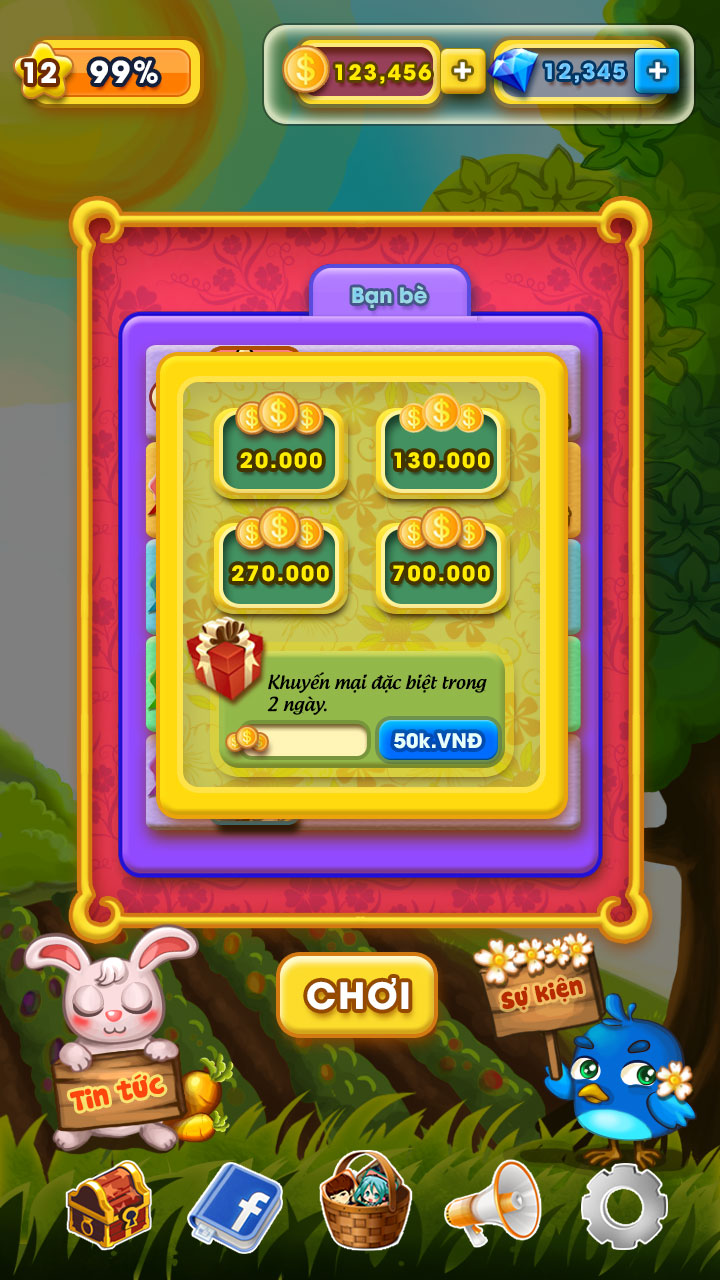 12 99% 123,456 + 12,345 +
Bạn bè
20.000 130.000
270.000 700.000
Khuyến mại đặc biệt trong
2 ngày.
50k.VNĐ
CHƠI
Sự kiện
Tin tức
f